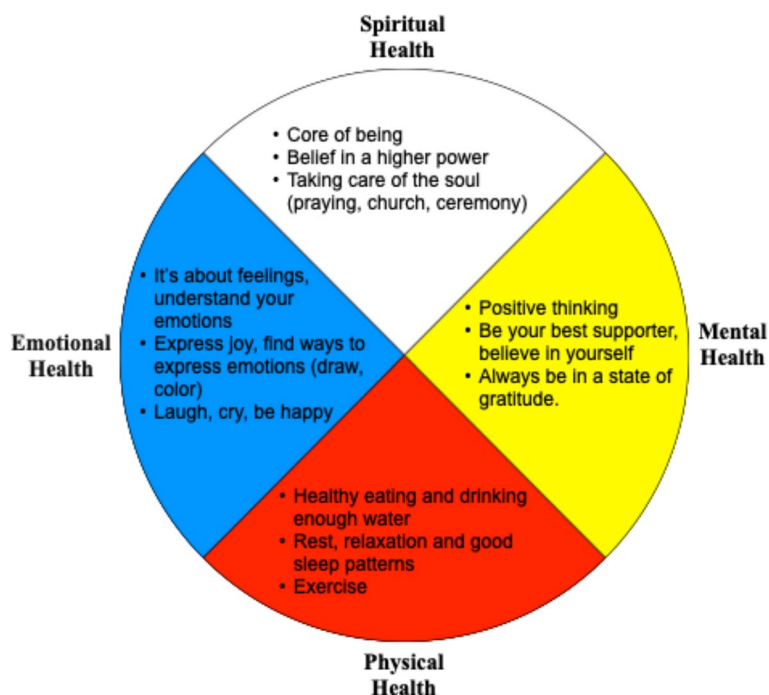 Spiritual
Health
• Core of being
• Belief in a higher power
• Taking care of the soul
(praying, church, ceremony)
Emotional
Health
• It's about feelings,
understand your
emotions
• Express joy, find ways to
express emotions (draw,
color)
• Laugh, cry, be happy
• Positive thinking
• Be your best supporter,
believe in yourself
• Always be in a state of
gratitude.
Mental
Health
• Healthy eating and drinking
enough water
• Rest, relaxation and good
sleep patterns
• Exercise
Physical
Health